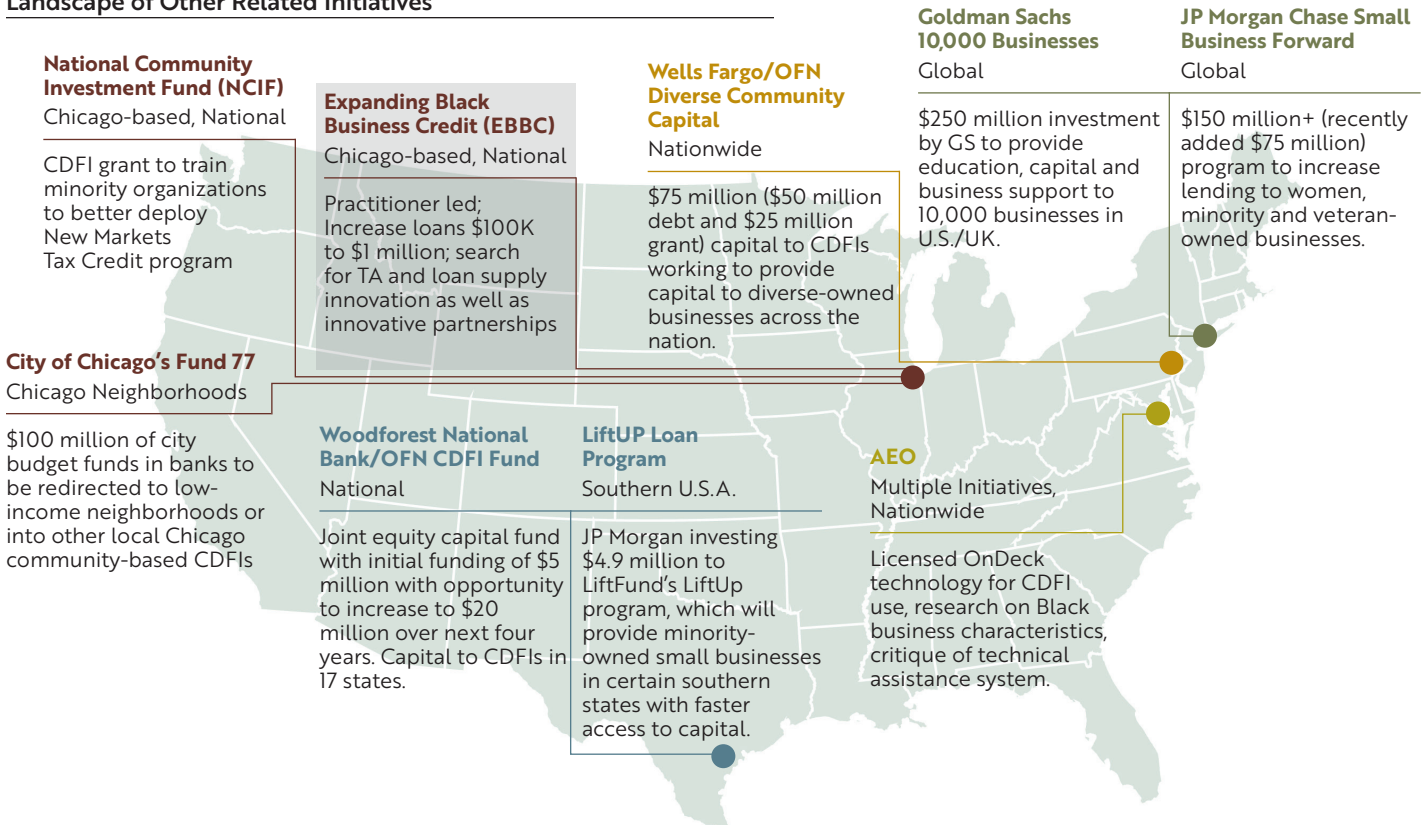 Landscape of Other Related Initiatives
National Community
Investment Fund (NCIF)
Chicago-based, National
CDFI grant to train
minority organizations
to better deploy
New Markets
Tax Credit program
Expanding Black
Business Credit (EBBC)
Chicago-based, National
Practitioner led;
Increase loans $100K
to $1 million; search
for TA and loan supply
innovation as well as
innovative partnerships
Wells Fargo/OFN
Diverse Community
Capital
Nationwide
$75 million ($50 million
debt and $25 million
grant) capital to CDFIs
working to provide
capital to diverse-owned
businesses across the
nation.
Goldman Sachs
10,000 Businesses
Global
$250 million investment
by GS to provide
education, capital and
business support to
10,000 businesses in
U.S./UK.
JP Morgan Chase Small
Business Forward
Global
$150 million+ (recently
added $75 million)
program to increase
lending to women,
minority and veteran-
owned businesses.
City of Chicago's Fund 77
Chicago Neighborhoods
$100 million of city
budget funds in banks to
be redirected to low-
income neighborhoods or
into other local Chicago
community-based CDFIs
Woodforest National
Bank/OFN CDFI Fund
National
Joint equity capital fund
with initial funding of $5
million with opportunity
to increase to $20
million over next four
years. Capital to CDFIs in
17 states.
LiftUP Loan
Program
Southern U.S.A.
JP Morgan investing
$4.9 million to
LiftFund's LiftUp
program, which will
provide minority-
owned small businesses
in certain southern
states with faster
access to capital.
AEO
Multiple Initiatives,
Nationwide
Licensed OnDeck
technology for CDFI
use, research on Black
business characteristics,
critique of technical
assistance system.